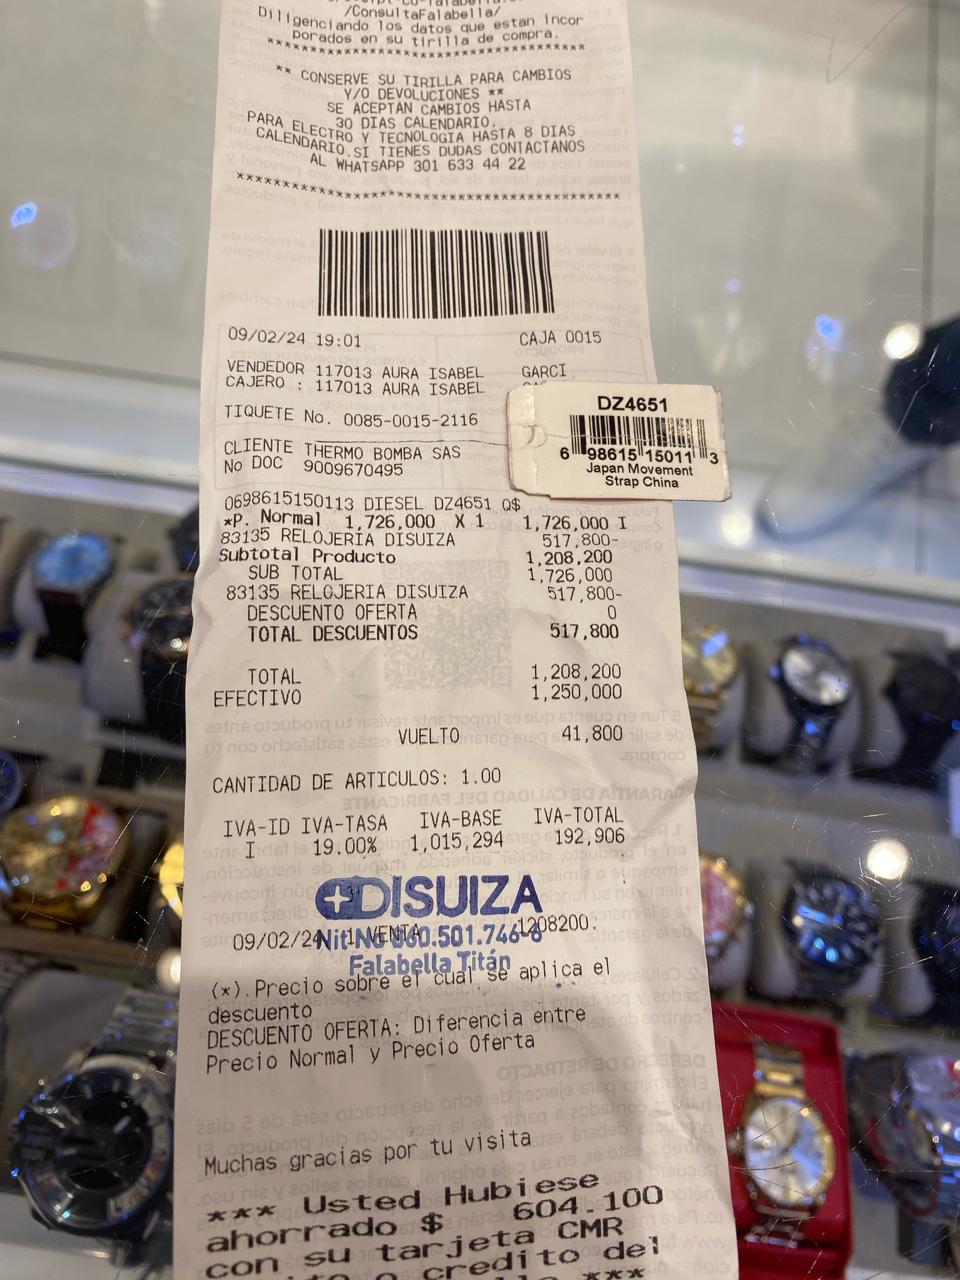 /ConsultaFalabella/
Diligenciando los datos que estan incor
porados en su tirilla de compra.
****************************************
** CONSERVE SU TIRILLA PARA CAMBIOS
Y/O DEVOLUCIONES **
SE ACEPTAN CAMBIOS HASTA
30 DIAS CALENDARIO.
PARA ELECTRO Y TECNOLOGIA HASTA 8 DIAS
CALENDARIO.SI TIENES DUDAS CONTACTANOS
AL WHATSAPP 301 633 44 22
****************************************
09/02/24 19:01 CAJA 0015
VENDEDOR 117013 AURA ISABEL GARCI
CAJERO : 117013 AURA ISABEL
TIQUETE No. 0085-0015-2116
CLIENTE THERMO BOMBA SAS
No DOC 9009670495
DZ4651
6 98615 15011 3
Japan Movement
Strap China
0698615150113 DIESEL DZ4651 Q$
*P. Normal 1,726,000 X 1 1,726,000 I
83135 RELOJERIA DISUIZA 517,800-
Subtotal Producto 1,208,200
SUB TOTAL 1,726,000
83135 RELOJERIA DISUIZA 517,800-
DESCUENTO OFERTA 0
TOTAL DESCUENTOS 517,800
TOTAL 1,208,200
EFECTIVO 1,250,000
VUELTO 41,800
CANTIDAD DE ARTICULOS: 1.00
IVA-ID IVA-TASA IVA-BASE IVA-TOTAL
I 19.00% 1,015,294 192,906
DISUIZA
09/02/24 1 VENTA 1208200.
Nit No 860.501.746-8
Falabella Titán
(*).Precio sobre el cual se aplica el
descuento
DESCUENTO OFERTA: Diferencia entre
Precio Normal y Precio Oferta
Muchas gracias por tu visita
*** Usted Hubiese
ahorrado $ 604.100
con su tarjeta CMR
o credito del
***